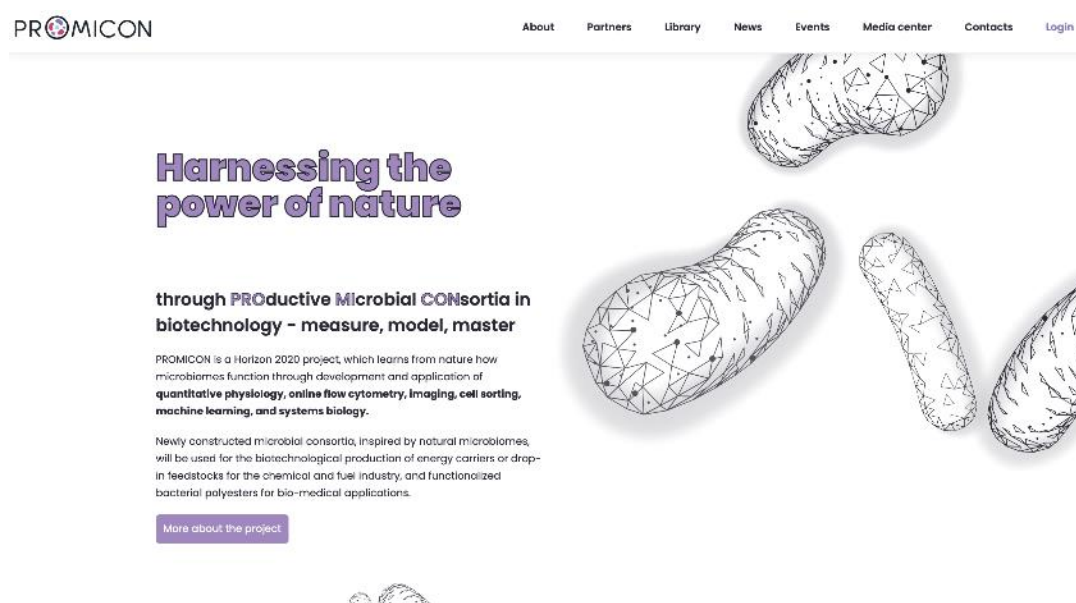 PROMICON
About Partners Library News Events Media center Contacts Login
Harnessing the
power of nature
through PROductive MIcrobial CONsortia in
biotechnology - measure, model, master
PROMICON is a Horizon 2020 project, which learns from nature how
microbiomes function through development and application of
quantitative physiology, online flow cytometry, imaging, cell sorting,
machine learning, and systems biology.
Newly constructed microbial consortia, inspired by natural microbiomes,
will be used for the biotechnological production of energy carriers or drop-
in feedstocks for the chemical and fuel industry, and functionalized
bacterial polyesters for bio-medical applications.
More about the project